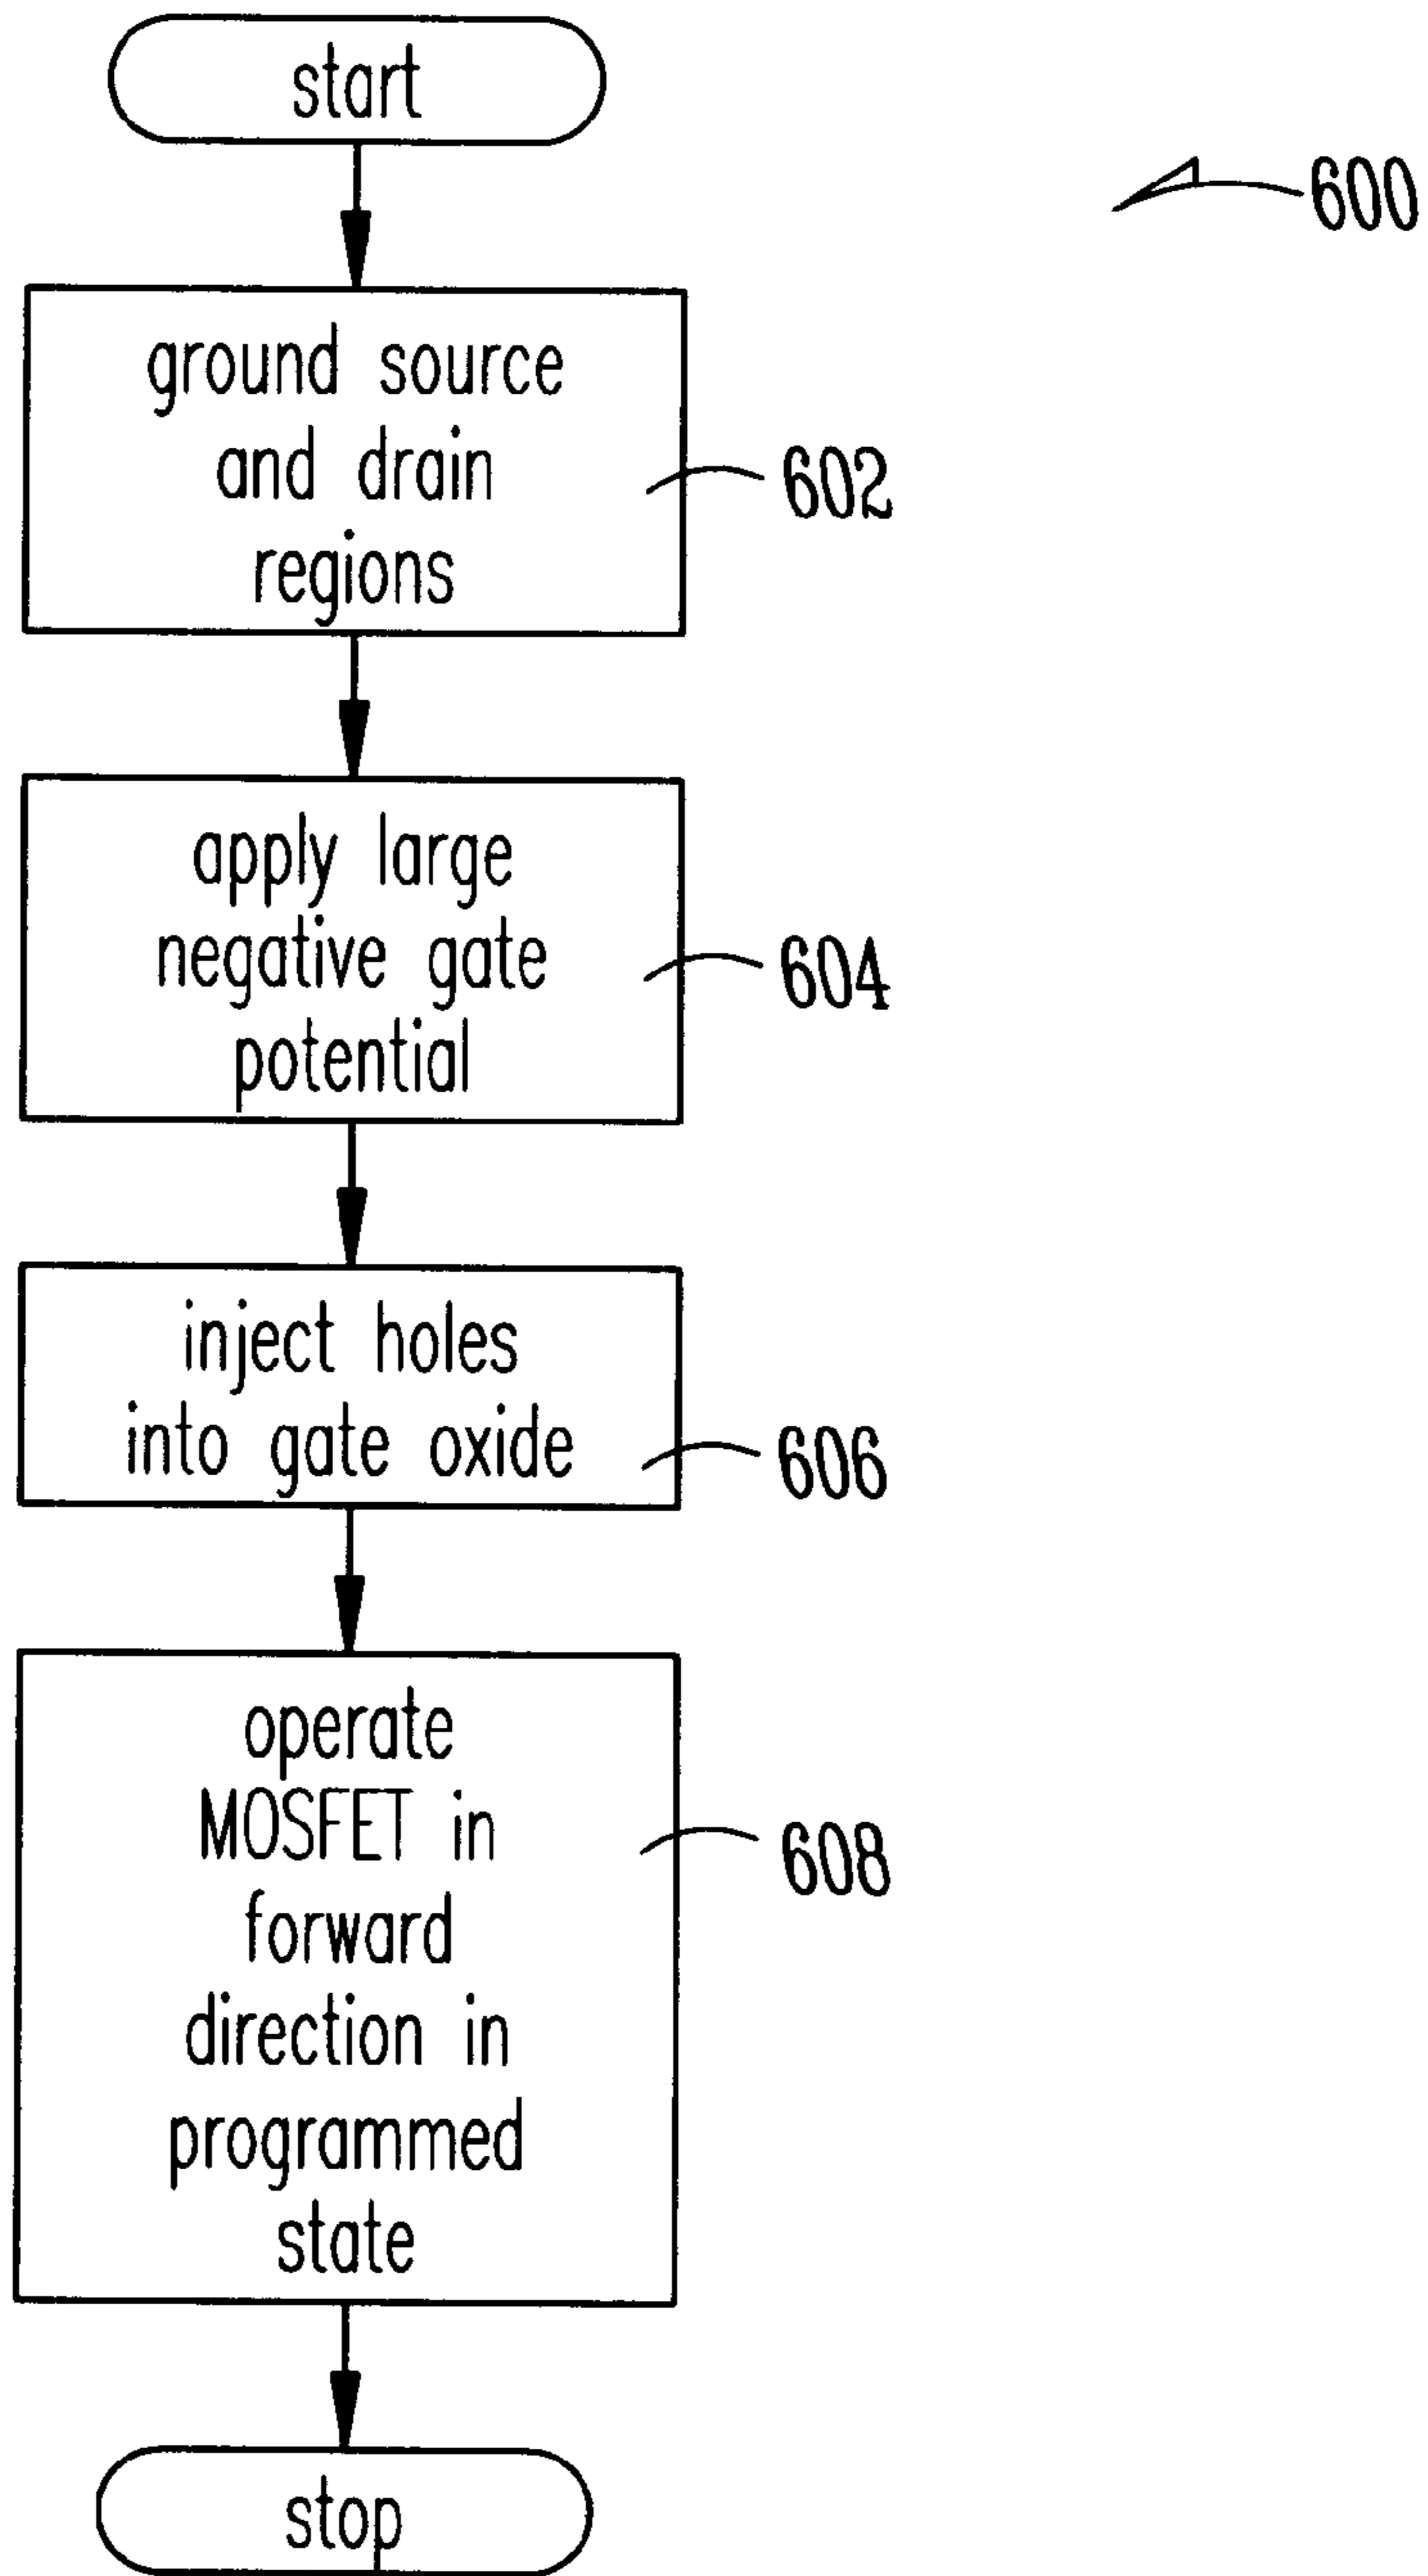 start
600
ground source
and drain
regions
602
apply large
negative gate
potential
604
inject holes
into gate oxide
606
operate
MOSFET in
forward
direction in
programmed
state
608
stop